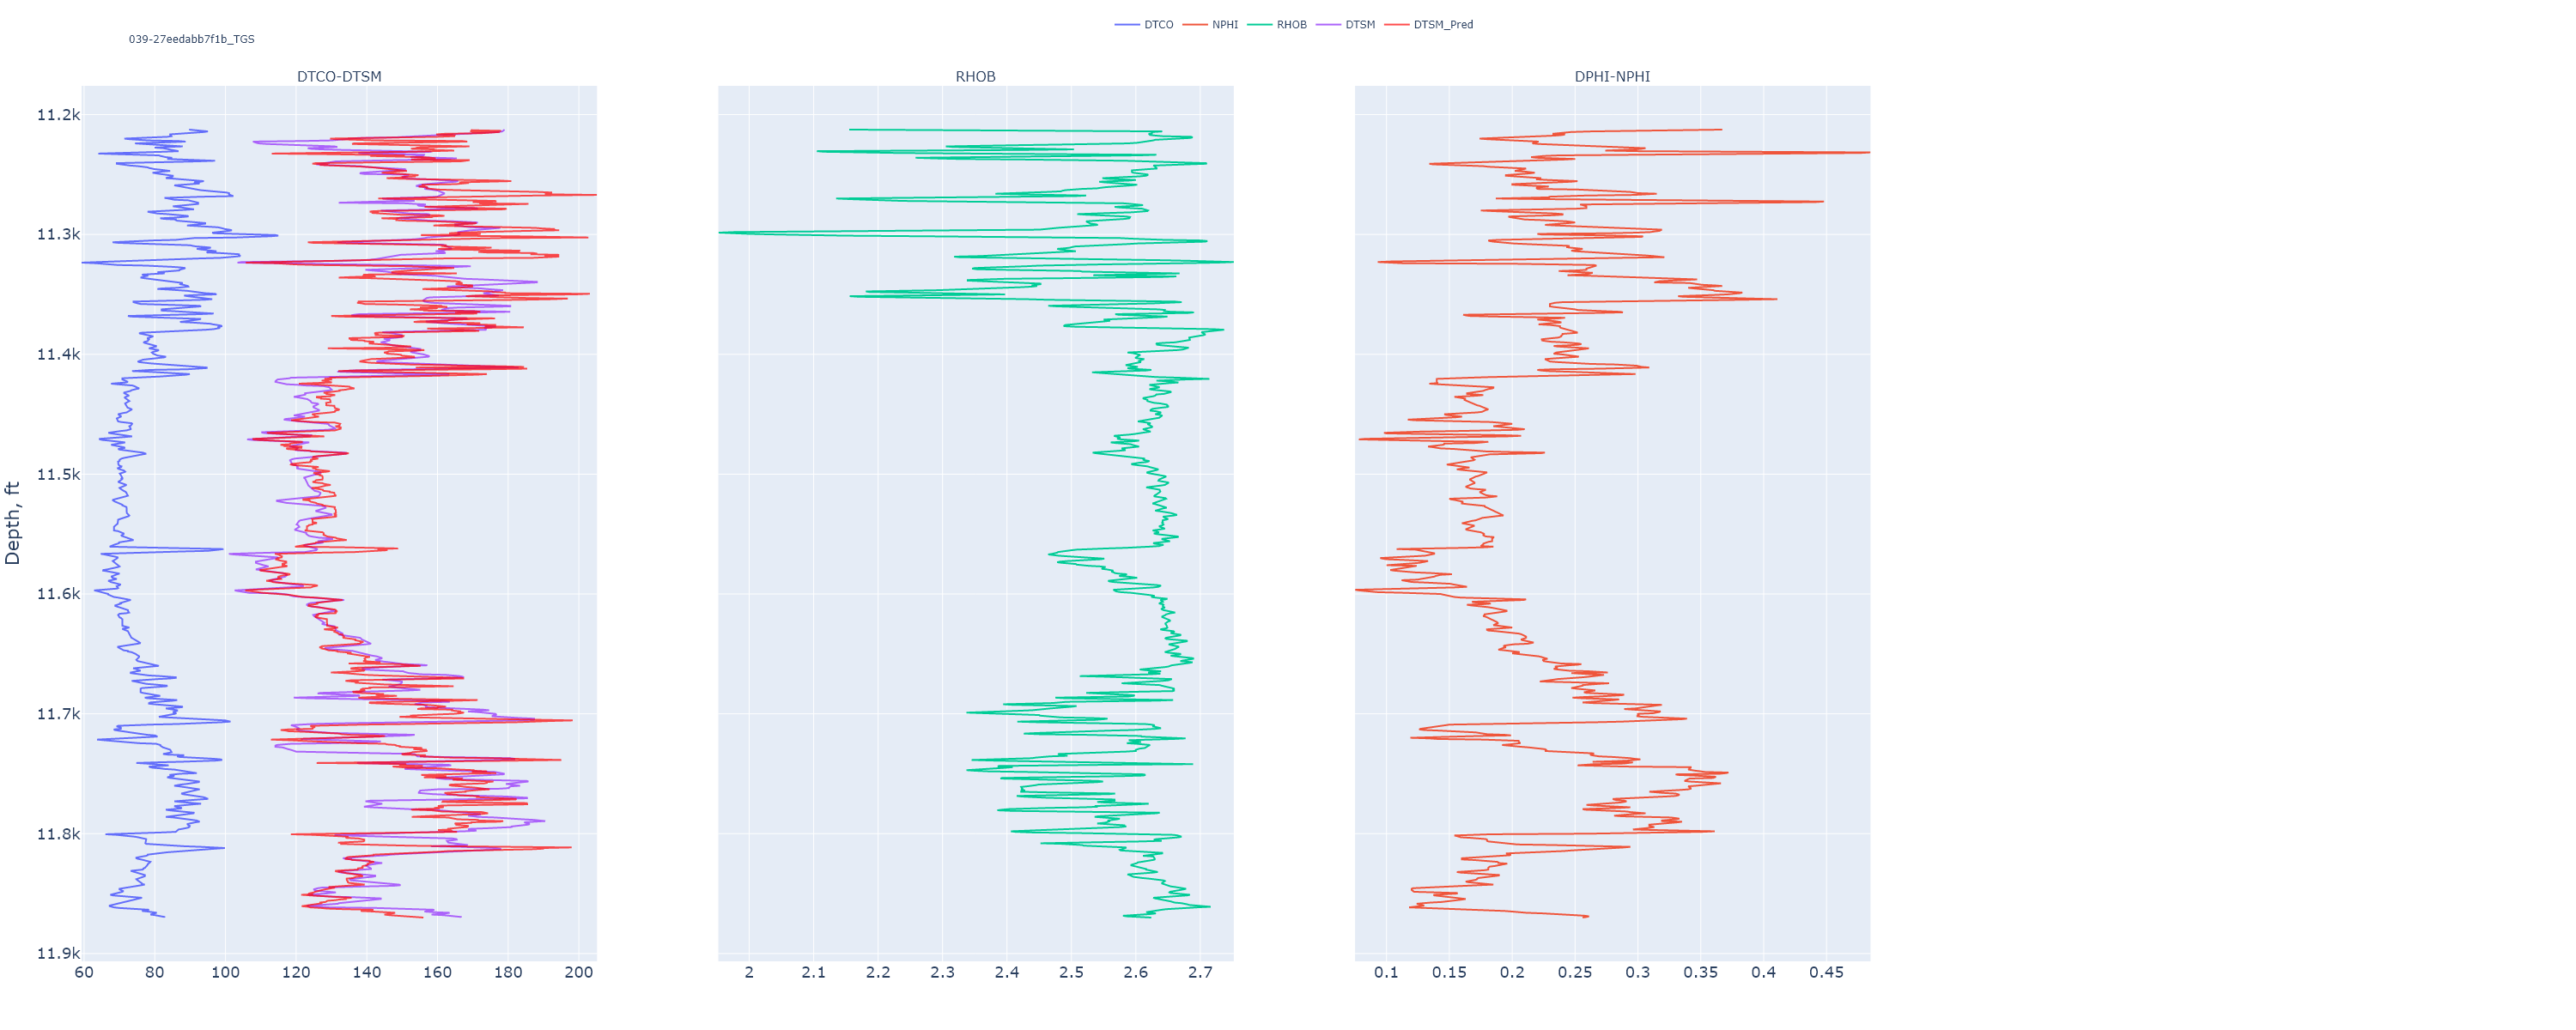 DTCO NPHI RHOB DTSM DTSM_Pred
039-27eedabb7f1b_TGS
DTCO-DTSM RHOB DPHI-NPHI
Depth, ft
11.2k
11.3k
11.4k
11.5k
11.6k
11.7k
11.8k
11.9k
60 80 100 120 140 160 180 200
2 2.1 2.2 2.3 2.4 2.5 2.6 2.7
0.1 0.15 0.2 0.25 0.3 0.35 0.4 0.45